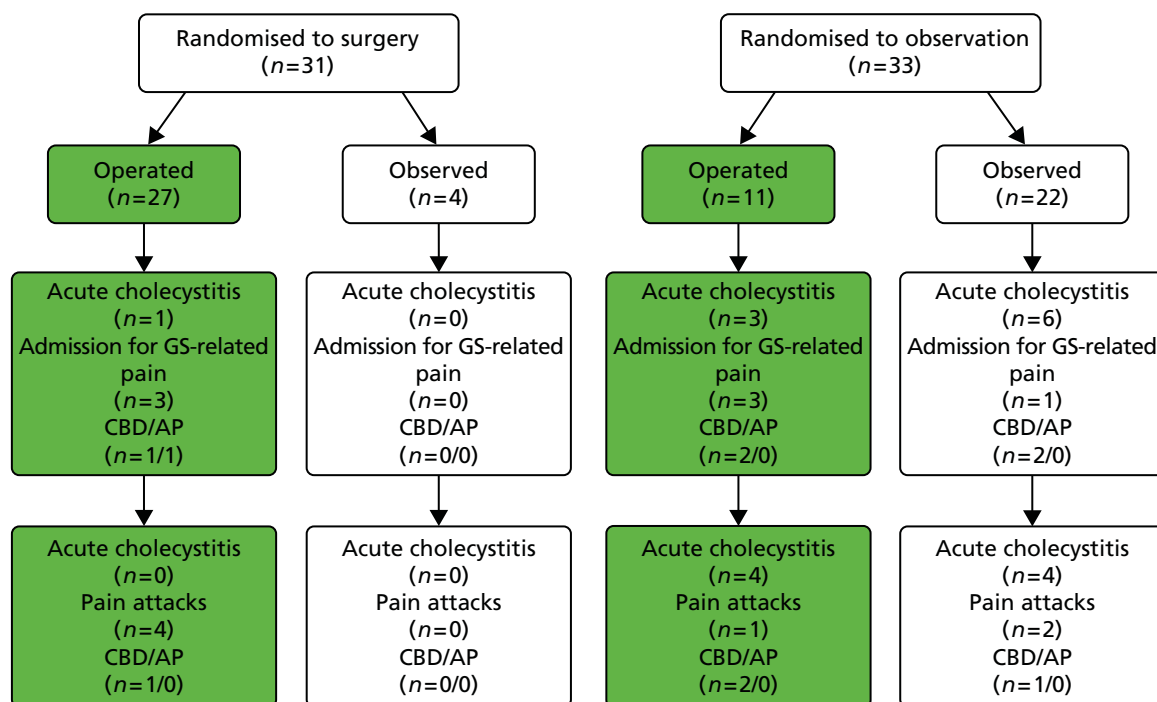 Randomised to surgery
(n=31)
Randomised to observation
(n=33)
Operated
(n=27)
Observed
(n=4)
Operated
(n=11)
Observed
(n=22)
Acute cholecystitis
(n=1)
Admission for GS-related
pain
(n=3)
CBD/AP
(n=1/1)
Acute cholecystitis
(n=0)
Admission for GS-related
pain
(n=0)
CBD/AP
(n=0/0)
Acute cholecystitis
(n=3)
Admission for GS-related
pain
(n=3)
CBD/AP
(n=2/0)
Acute cholecystitis
(n=6)
Admission for GS-related
pain
(n=1)
CBD/AP
(n=2/0)
Acute cholecystitis
(n=0)
Pain attacks
(n=4)
CBD/AP
(n=1/0)
Acute cholecystitis
(n=0)
Pain attacks
(n=0)
CBD/AP
(n=0/0)
Acute cholecystitis
(n=4)
Pain attacks
(n=1)
CBD/AP
(n=2/0)
Acute cholecystitis
(n=4)
Pain attacks
(n=2)
CBD/AP
(n=1/0)